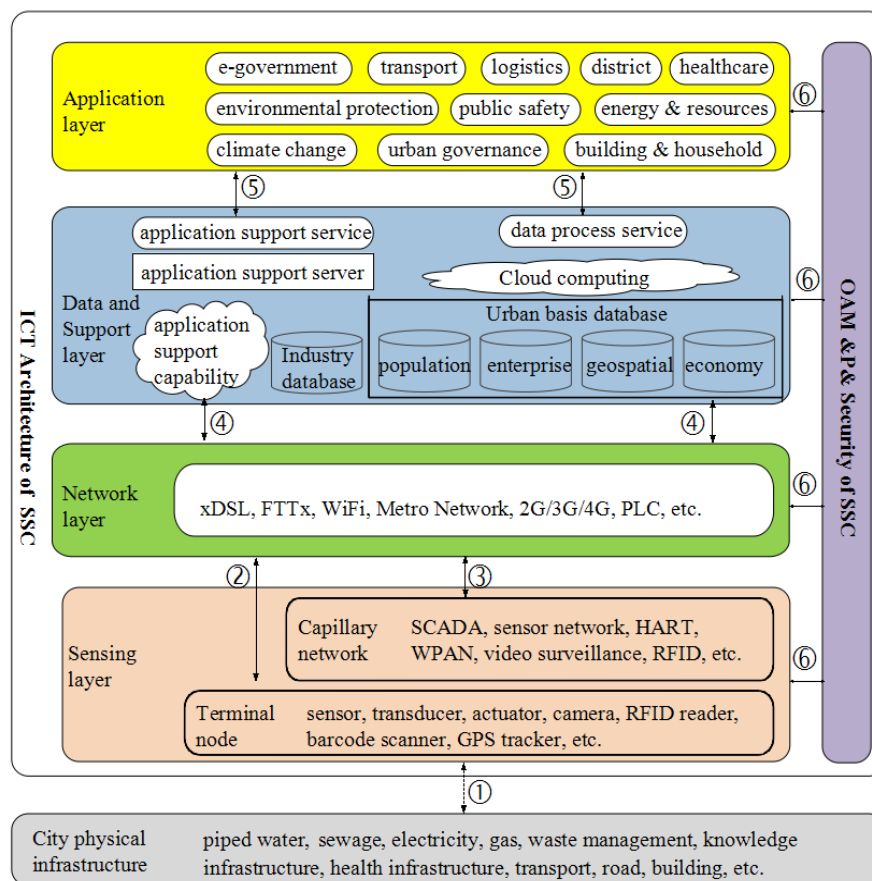 ICT Architecture of SSC
Application
layer
e-government
transport
logistics
district
healthcare
environmental protection
public safety
energy & resources
climate change
urban governance
building & household
⑥
⑤
⑤
Data and
Support
layer
application support service
data process service
application support server
Cloud computing
application
support
capability
Industry
database
Urban basis database
population
enterprise
geospatial
economy
⑥
④
④
Network
layer
xDSL, FTTx, WiFi, Metro Network, 2G/3G/4G, PLC, etc.
⑥
②
③
Sensing
layer
Capillary
network
SCADA, sensor network, HART,
WPAN, video surveillance, RFID, etc.
Terminal
node
sensor, transducer, actuator, camera, RFID reader,
barcode scanner, GPS tracker, etc.
⑥
OAM &P& Security of SSC
①
City physical
infrastructure
piped water, sewage, electricity, gas, waste management, knowledge
infrastructure, health infrastructure, transport, road, building, etc.